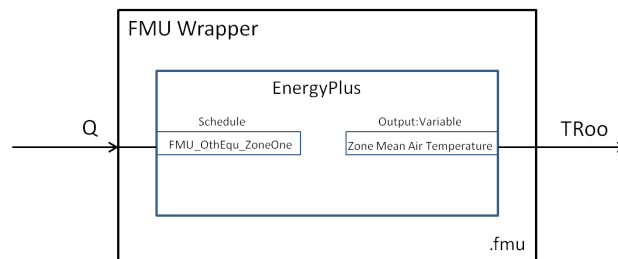 FMU Wrapper
EnergyPlus
Schedule
Output:Variable
Q
FMU_OthEqu_ZoneOne
Zone Mean Air Temperature
TRoo
.fmu